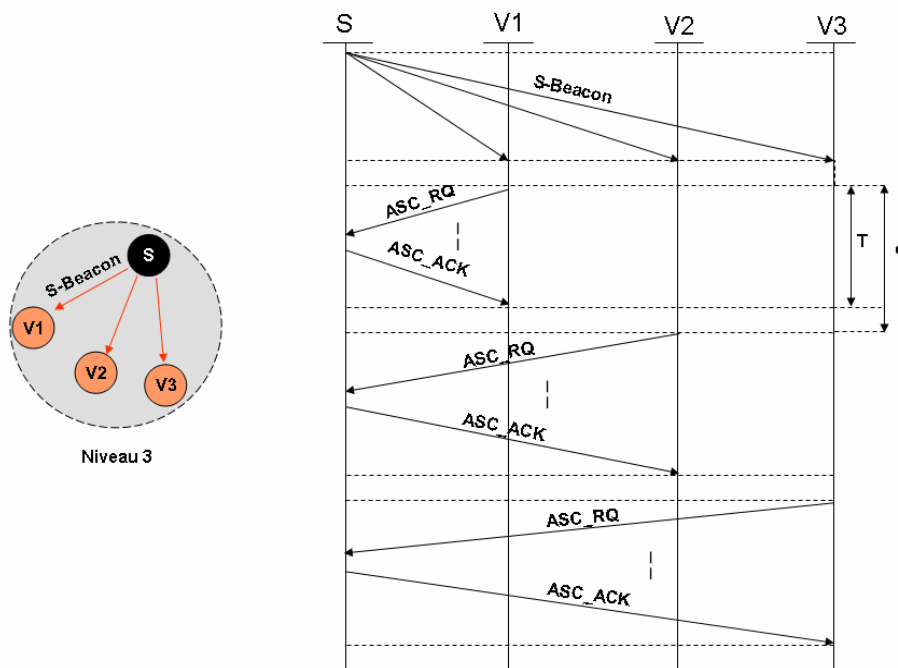 S V1 V2 V3
S-Beacon
ASC_RQ
ASC_ACK
T
ASC_RQ
ASC_ACK
ASC_RQ
ASC_ACK
S
S-Beacon
V1
V2
V3
Niveau 3